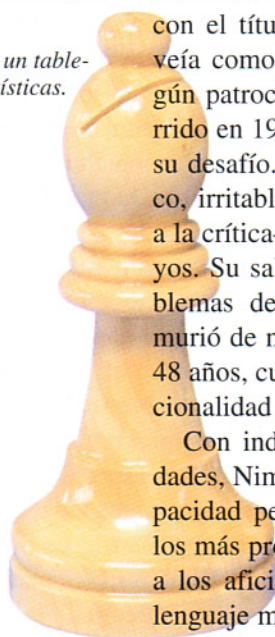 un table-
ísticas.
con el títu
veía como
gún patroc
rrido en 19
su desafío.
co, irritabl
a la crítica
yos. Su sal
blemas de
murió de n
48 años, cu
cionalidad
Con ind
dades, Nim
pacidad pe
los más pr
a los afici
lenguaje m